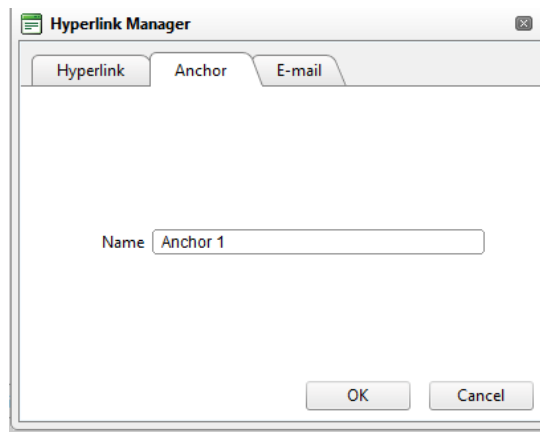 Hyperlink Manager
Hyperlink Anchor E-mail
Name Anchor 1
OK Cancel